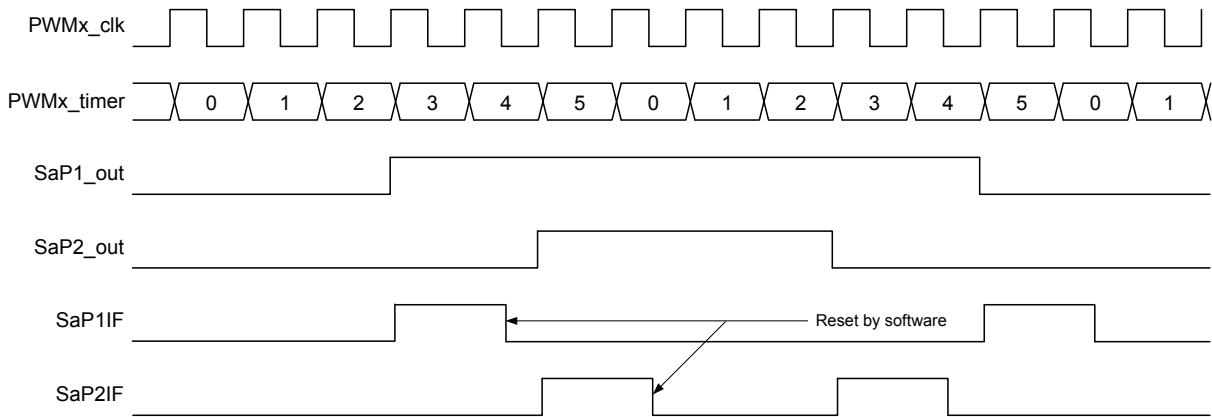 PWMx_clk
PWMx_timer 0 1 2 3 4 5 0 1 2 3 4 5 0 1
SaP1_out
SaP2_out
SaP1IF Reset by software
SaP2IF